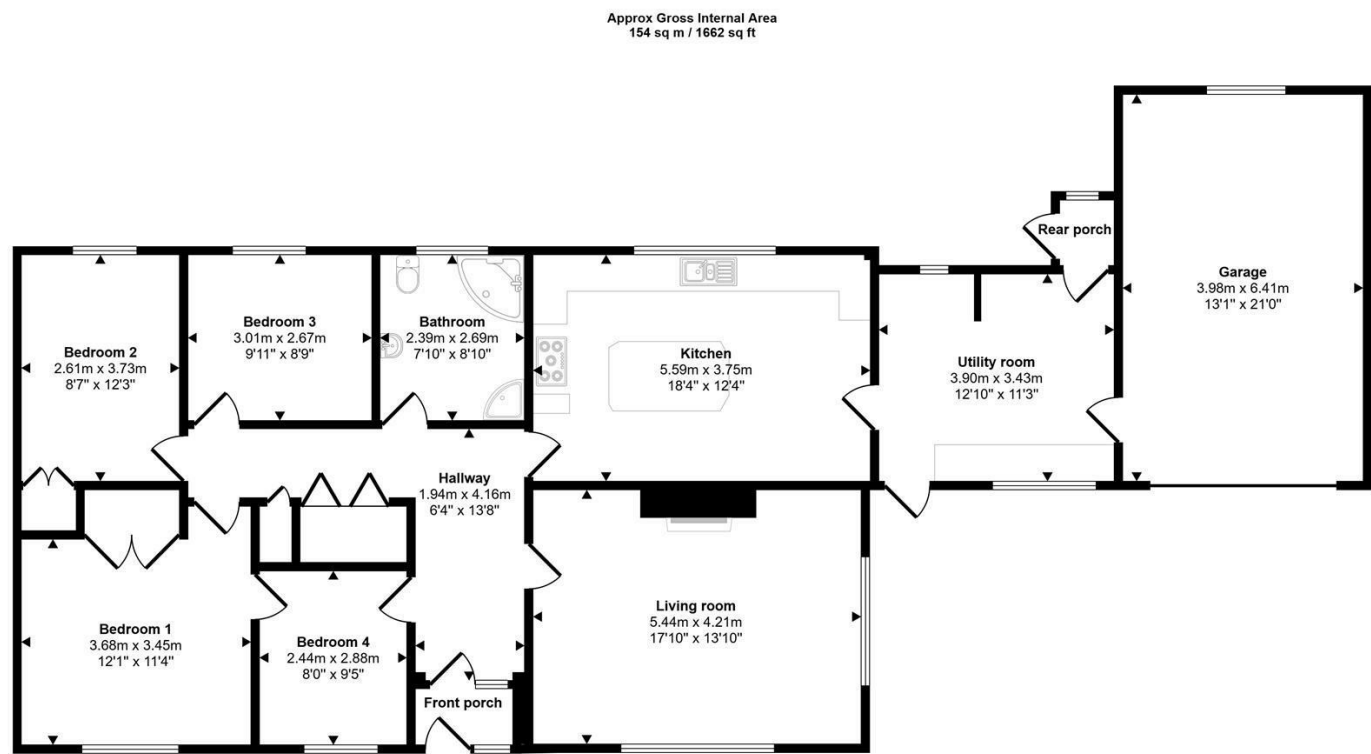 Approx Gross Internal Area
154 sq m / 1662 sq ft
Rear porch
Garage
3.98m x 6.41m
13'1" x 21'0"
Bedroom 2
2.61m x 3.73m
8'7" x 12'3"
Bedroom 3
3.01m x 2.67m
9'11" x 8'9"
Bathroom
2.39m x 2.69m
7'10" x 8'10"
Kitchen
5.59m x 3.75m
18'4" x 12'4"
Utility room
3.90m x 3.43m
12'10" x 11'3"
Hallway
1.94m x 4.16m
6'4" x 13'8"
Bedroom 1
3.68m x 3.45m
12'1" x 11'4"
Bedroom 4
2.44m x 2.88m
8'0" x 9'5"
Living room
5.44m x 4.21m
17'10" x 13'10"
Front porch